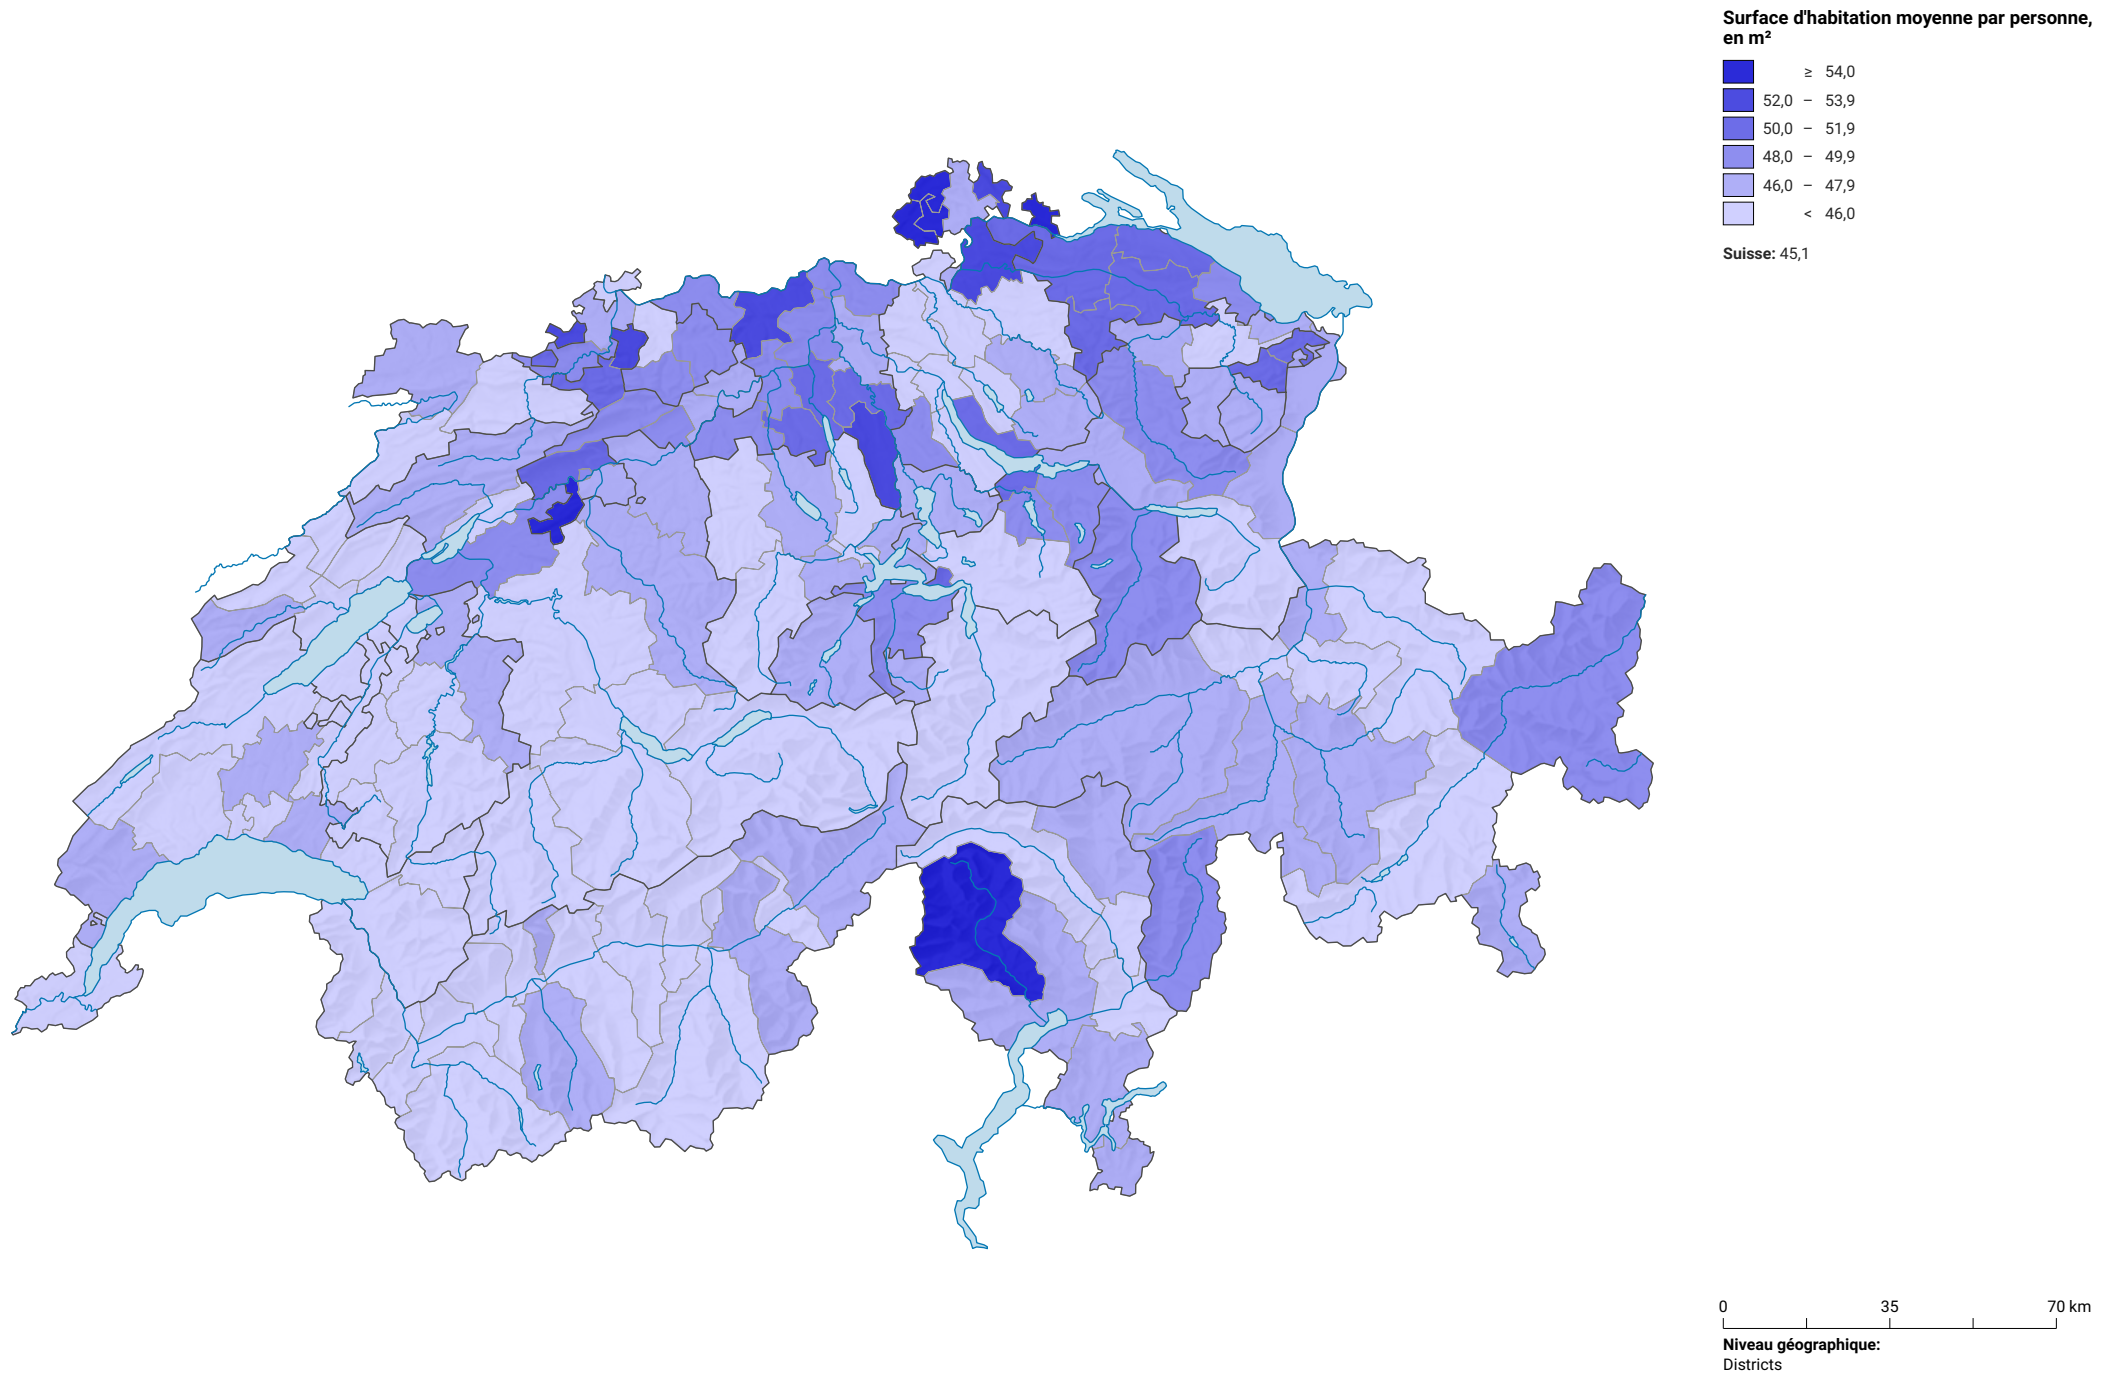 Surface d'habitation moyenne par personne,
en m²
≥ 54,0
52,0 – 53,9
50,0 – 51,9
48,0 – 49,9
46,0 – 47,9
< 46,0
Suisse: 45,1
0 35 70 km
Niveau géographique:
Districts